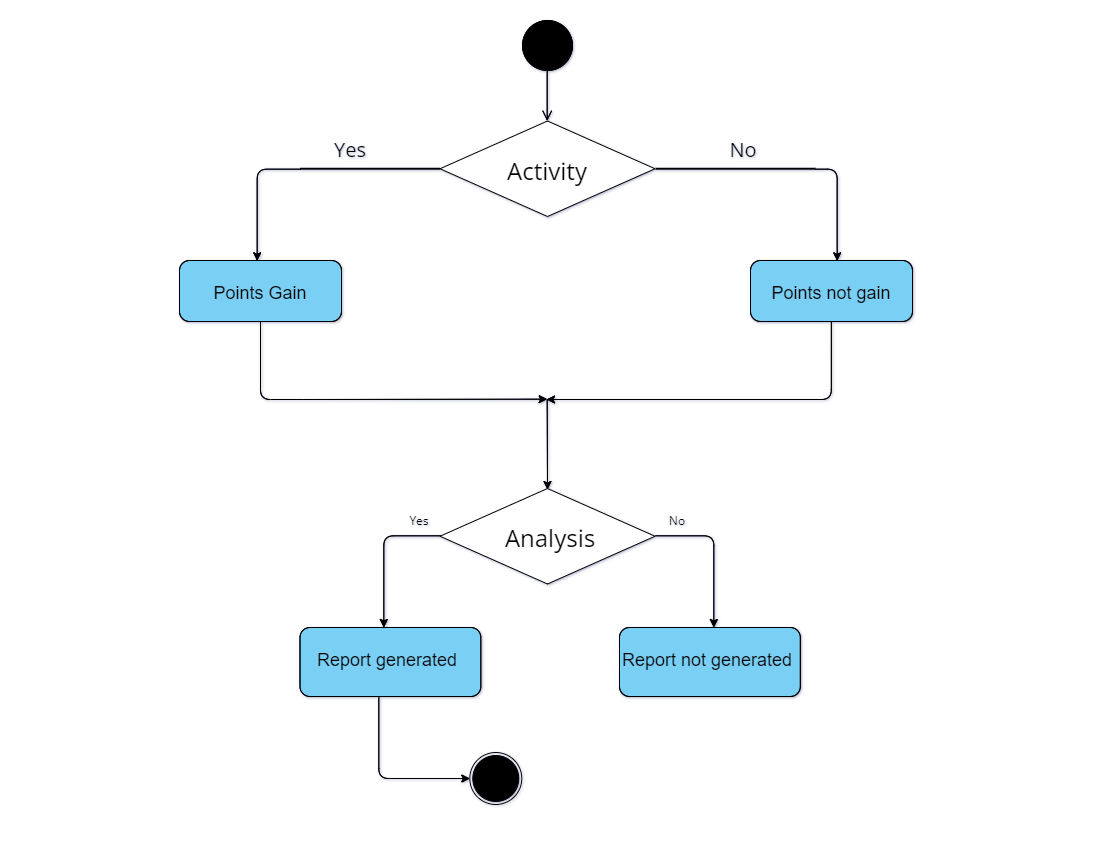 Yes
No
Activity
Points Gain
Points not gain
Yes
No
Analysis
Report generated
Report not generated